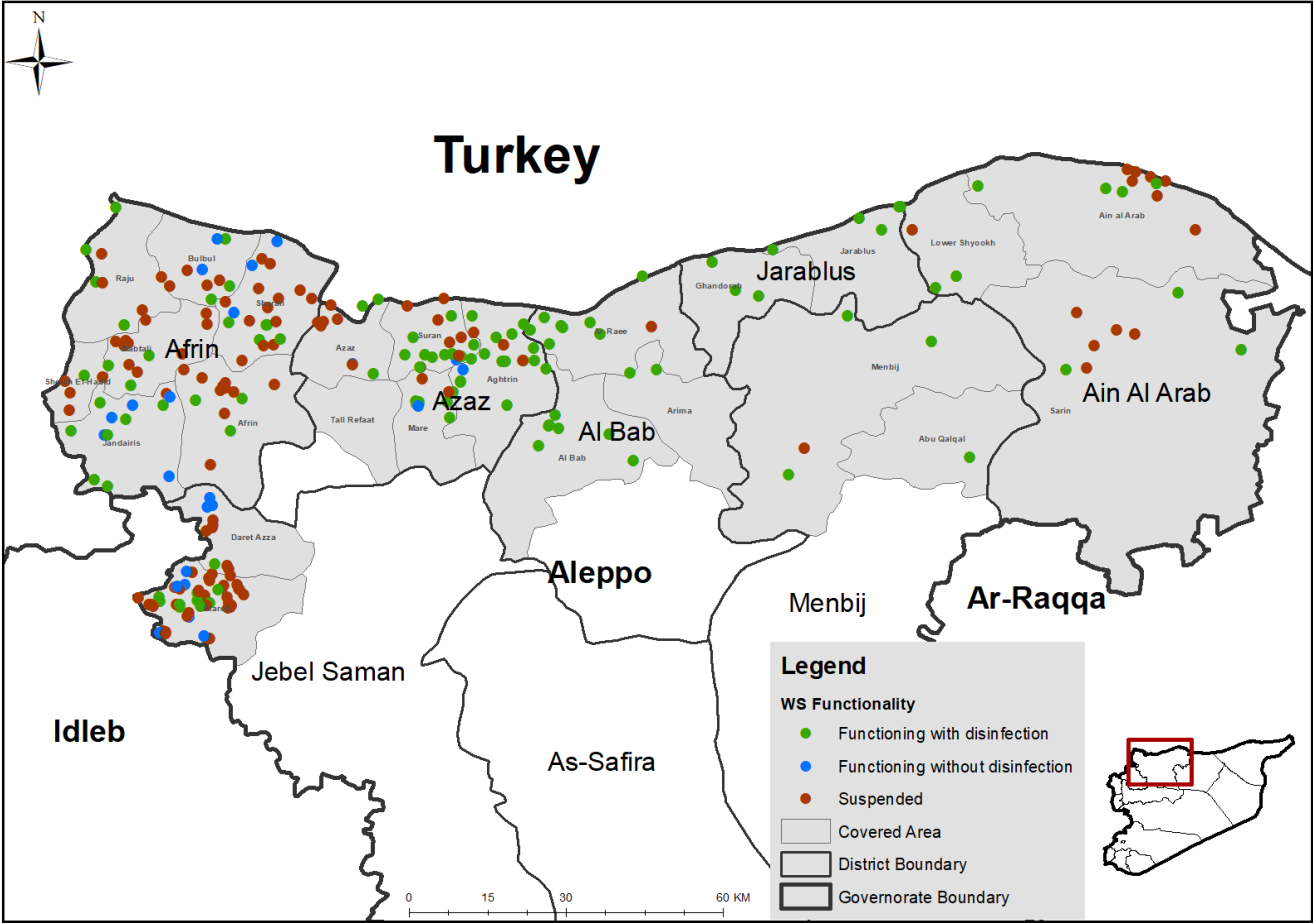 N
Turkey
Ain al Arab
Bulbul
Jarablus
Lower Shyookh
Raju
Jarablus
Ghandorah
Sharan
Al Raee
Suran
Azaz
Afrin
Menbij
Aghtrin
Sheikh El-Hadid
Ain Al Arab
Azaz
Arima
Sarin
Tall Refaat
Afrin
Mare
Al Bab
Abu Qalqal
Jandairis
Al Bab
Daret Azza
Aleppo
Menbij
Ar-Raqqa
Jebel Saman
Idleb
As-Safira
Legend
WS Functionality
Functioning with disinfection
Functioning without disinfection
Suspended
Covered Area
District Boundary
Governorate Boundary
0 15 30 60 KM